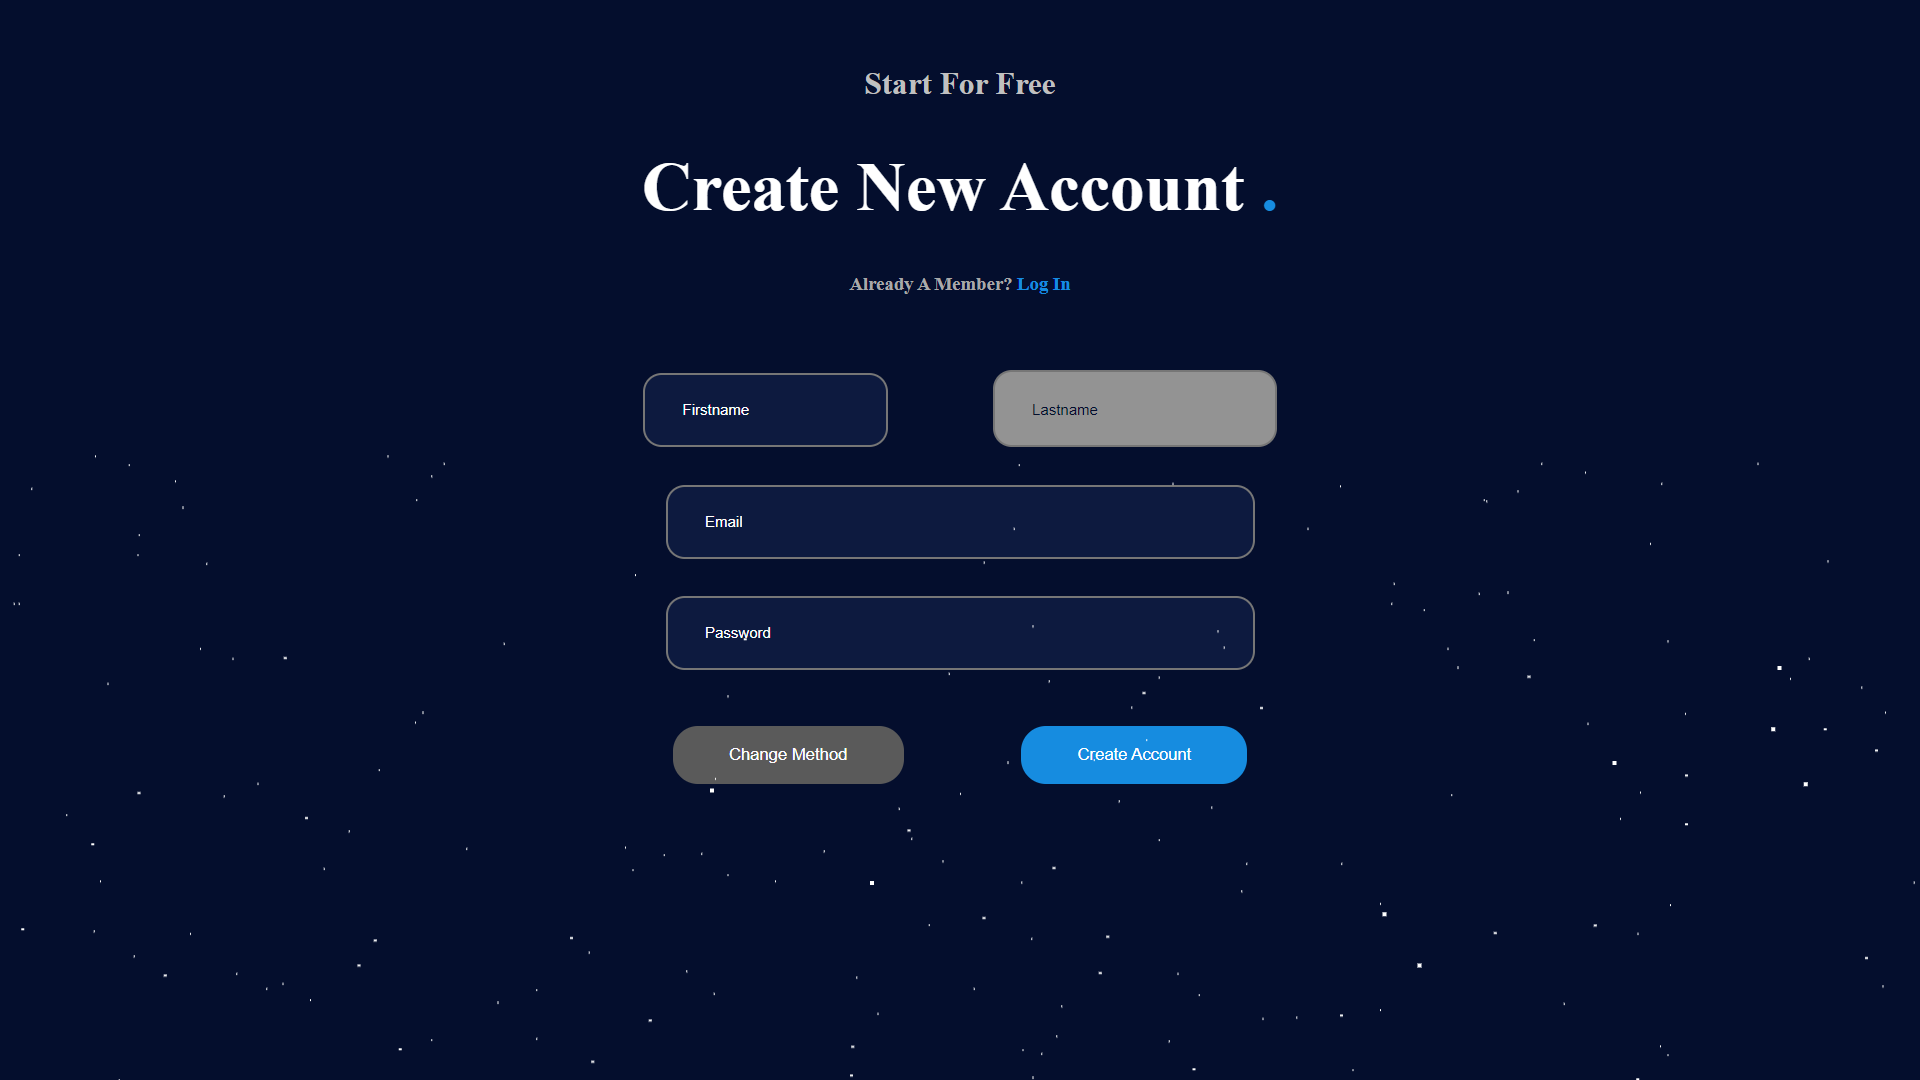 Start For Free
Create New Account .
Already A Member? Log In
Firstname Lastname
Email
Password
Change Method Create Account